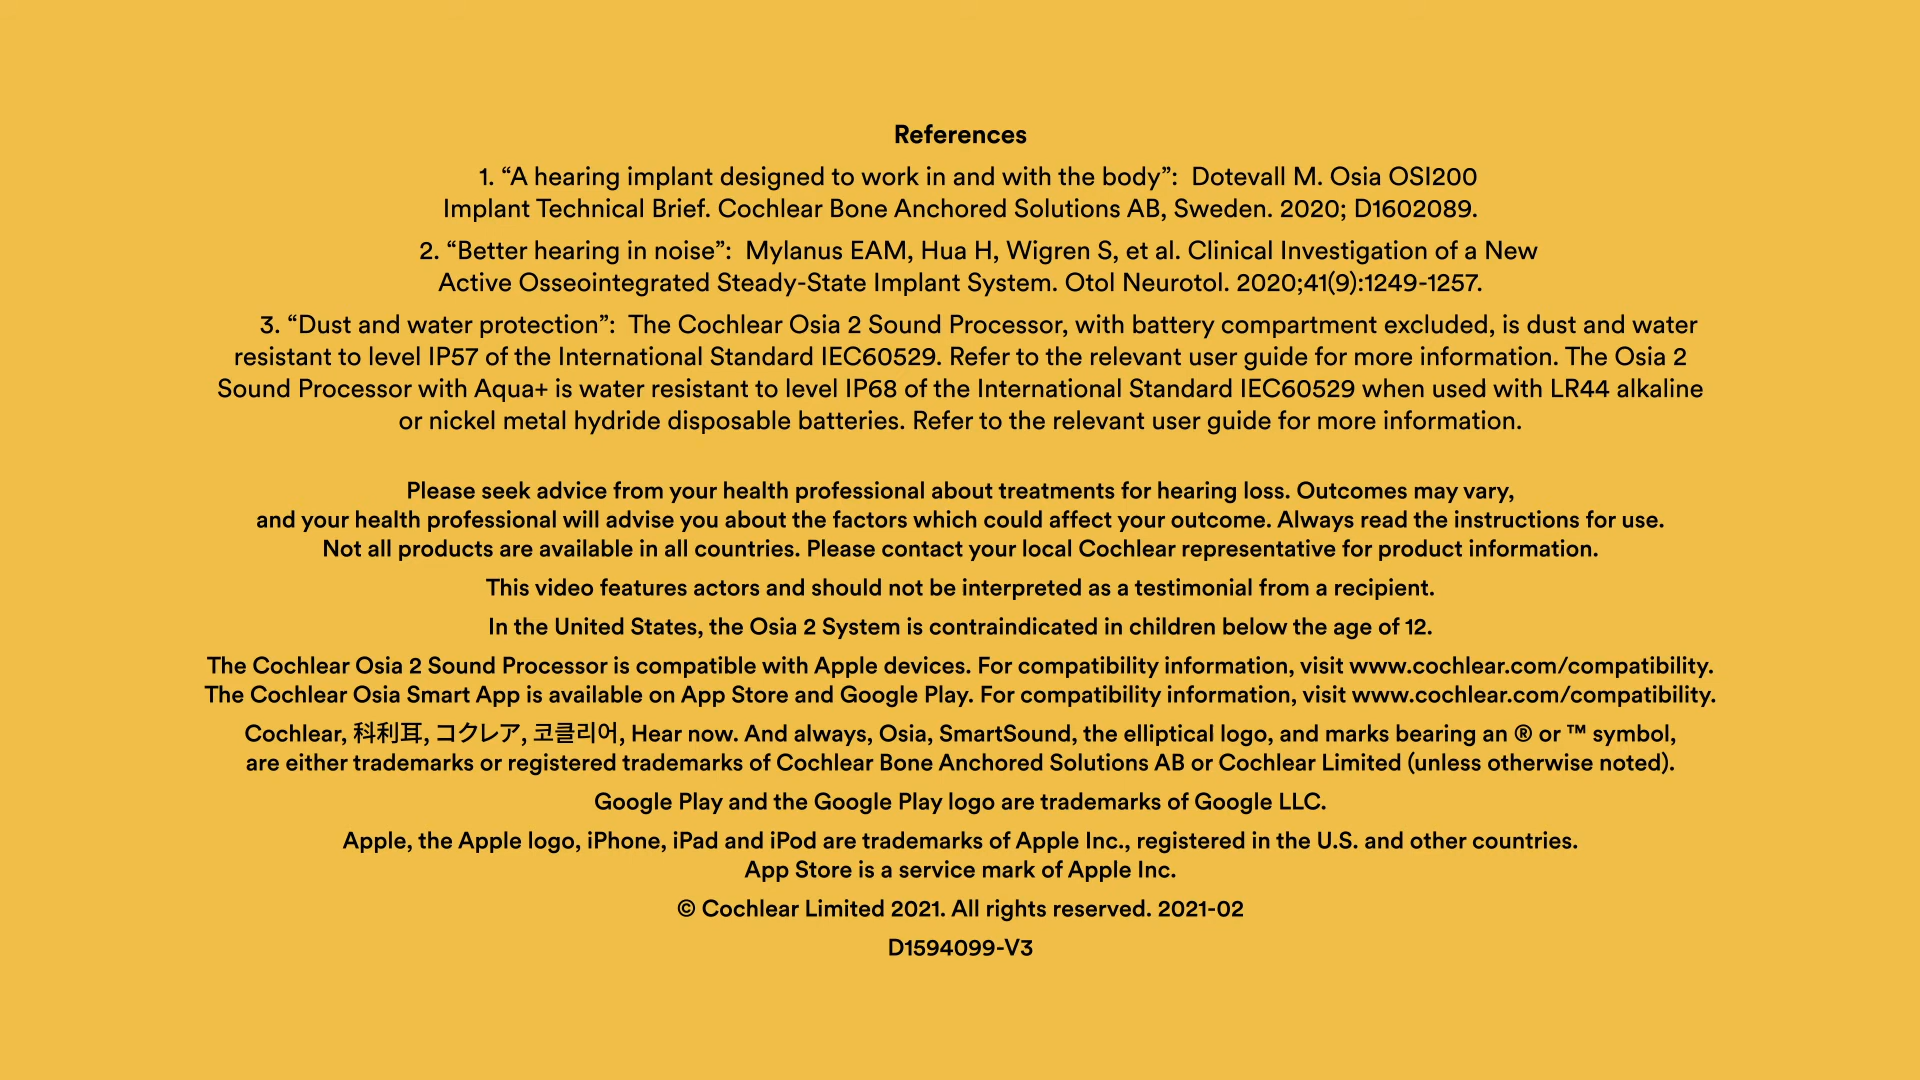 References
1. “A hearing implant designed to work in and with the body”: Dotevall M. Osia OSI200
Implant Technical Brief. Cochlear Bone Anchored Solutions AB, Sweden. 2020; D1602089.
2. “Better hearing in noise”: Mylanus EAM, Hua H, Wigren S, et al. Clinical Investigation of a New
Active Osseointegrated Steady-State Implant System. Otol Neurotol. 2020;41(9):1249-1257.
3. “Dust and water protection”: The Cochlear Osia 2 Sound Processor, with battery compartment excluded, is dust and water
resistant to level IP57 of the International Standard IEC60529. Refer to the relevant user guide for more information. The Osia 2
Sound Processor with Aqua+ is water resistant to level IP68 of the International Standard IEC60529 when used with LR44 alkaline
or nickel metal hydride disposable batteries. Refer to the relevant user guide for more information.
Please seek advice from your health professional about treatments for hearing loss. Outcomes may vary,
and your health professional will advise you about the factors which could affect your outcome. Always read the instructions for use.
Not all products are available in all countries. Please contact your local Cochlear representative for product information.
This video features actors and should not be interpreted as a testimonial from a recipient.
In the United States, the Osia 2 System is contraindicated in children below the age of 12.
The Cochlear Osia 2 Sound Processor is compatible with Apple devices. For compatibility information, visit www.cochlear.com/compatibility.
The Cochlear Osia Smart App is available on App Store and Google Play. For compatibility information, visit www.cochlear.com/compatibility.
Cochlear, 科利耳, コクレア, 코클리어, Hear now. And always, Osia, SmartSound, the elliptical logo, and marks bearing an ® or ™ symbol,
are either trademarks or registered trademarks of Cochlear Bone Anchored Solutions AB or Cochlear Limited (unless otherwise noted).
Google Play and the Google Play logo are trademarks of Google LLC.
Apple, the Apple logo, iPhone, iPad and iPod are trademarks of Apple Inc., registered in the U.S. and other countries.
App Store is a service mark of Apple Inc.
© Cochlear Limited 2021. All rights reserved. 2021-02
D1594099-V3